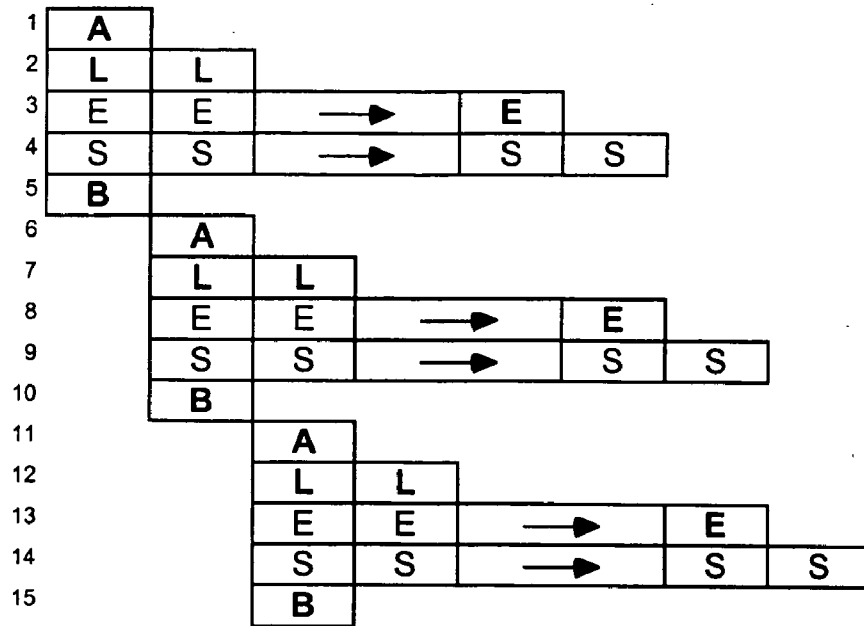 1 A
2 L L
3 E E E
4 S S S S
5 B
6 A
7 L L
8 E E E
9 S S S S
10 B
11 A
12 L L
13 E E E
14 S S S S
15 B